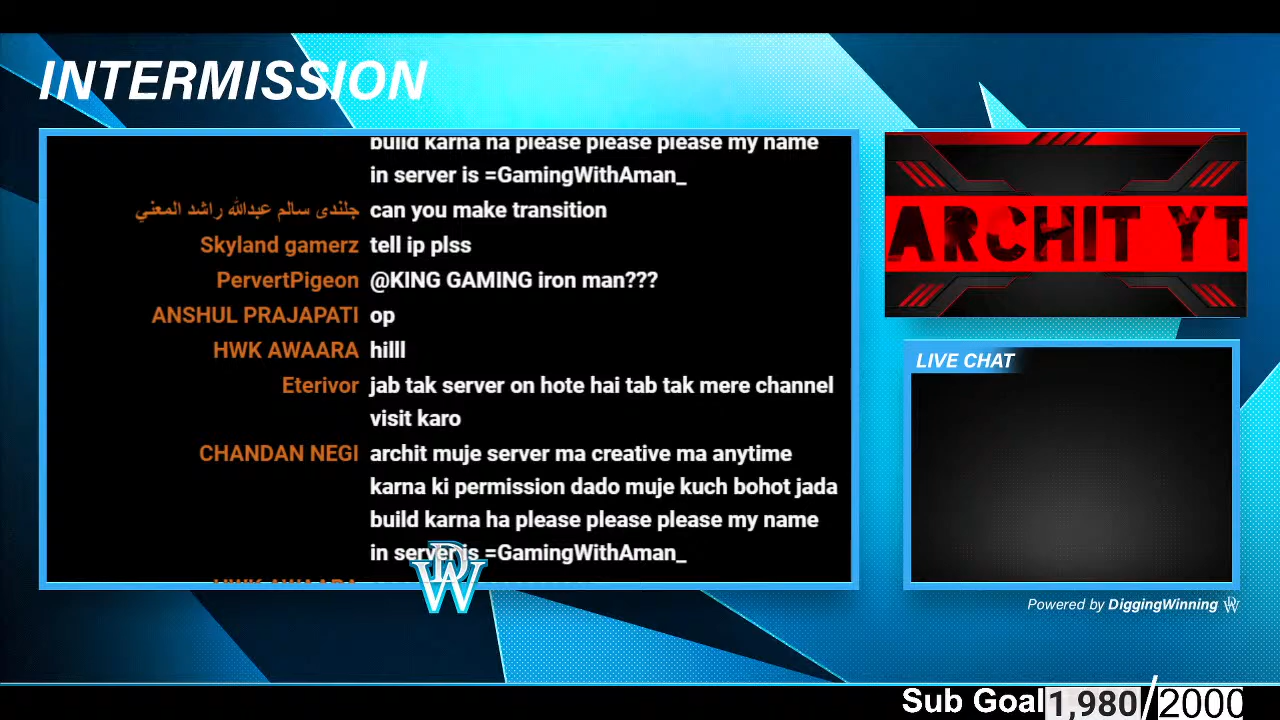 INTERMISSION
build karna ha please please please my name
in server is =GamingWithAman_
جلندى سالم عبدالله راشد المعني can you make transition
Skyland gamerz tell ip plss
PervertPigeon @KING GAMING iron man???
ANSHUL PRAJAPATI op
HWK AWAARA hilll
Eterivor jab tak server on hote hai tab tak mere channel
visit karo
CHANDAN NEGI archit muje server ma creative ma anytime
karna ki permission dado muje kuch bohot jada
build karna ha please please please my name
in server is =GamingWithAman_
HWK AWAARA
DW
ARCHIT YT
LIVE CHAT
Powered by DiggingWinning
Sub Goal 1,980/2000